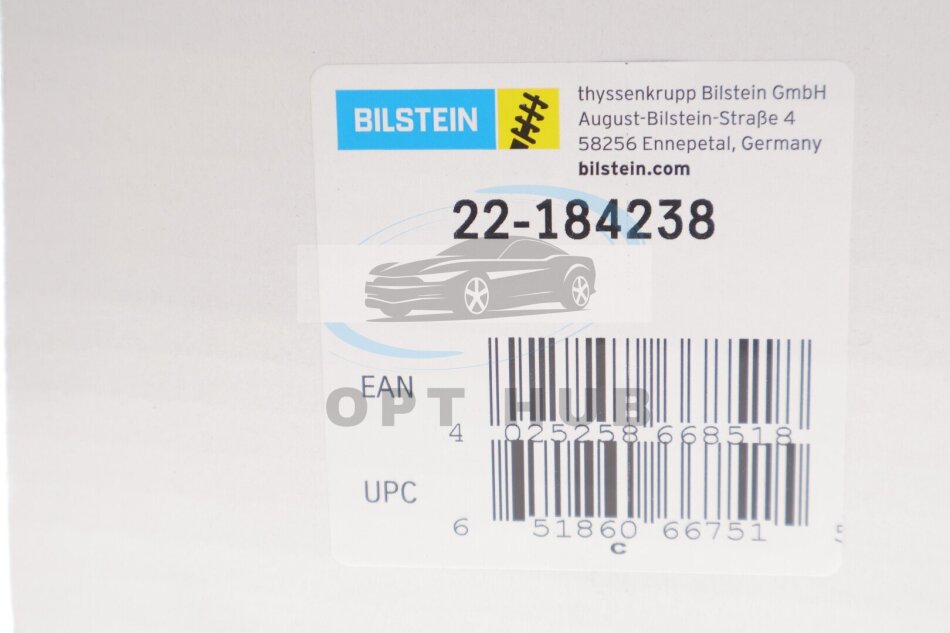 BILSTEIN
thyssenkrupp Bilstein GmbH
August-Bilstein-Straße 4
58256 Ennepetal, Germany
bilstein.com
22-184238
EAN
OPT HUB
4 025258 668518
UPC
6 51860 66751 5
C